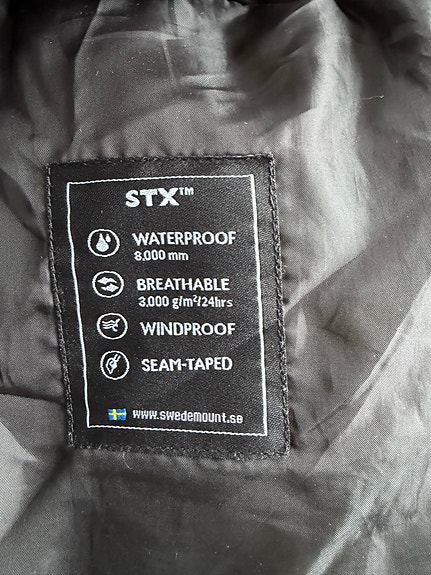 STX™
WATERPROOF
8.000 mm
BREATHABLE
3.000 g/m²/24hrs
WINDPROOF
SEAM-TAPED
www.swedemount.se